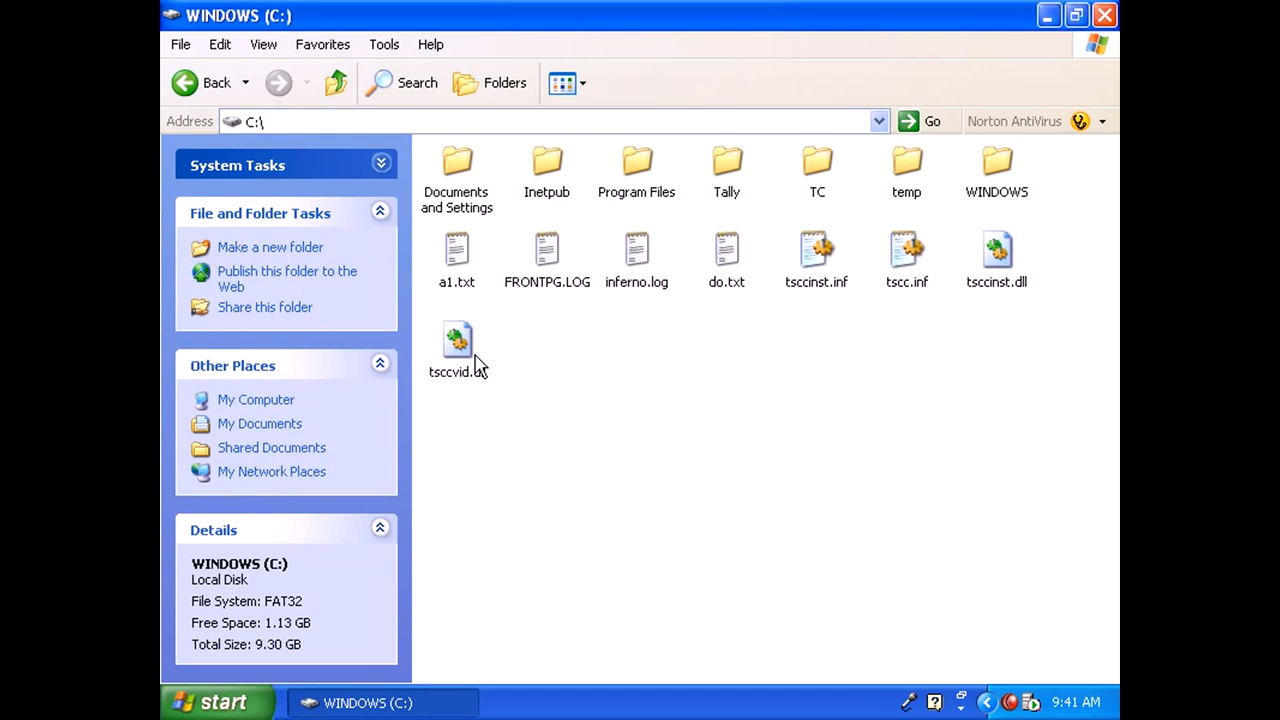 WINDOWS (C:)
File Edit View Favorites Tools Help
Back Search Folders
Address C:\ Go Norton AntiVirus
System Tasks
File and Folder Tasks
Make a new folder
Publish this folder to the
Web
Share this folder
Other Places
My Computer
My Documents
Shared Documents
My Network Places
Details
WINDOWS (C:)
Local Disk
File System: FAT32
Free Space: 1.13 GB
Total Size: 9.30 GB
Documents
and Settings
Inetpub
Program Files
Tally
TC
temp
WINDOWS
a1.txt
FRONTPG.LOG
inferno.log
do.txt
tsccinst.inf
tscc.inf
tsccinst.dll
start WINDOWS (C:) 9:41 AM